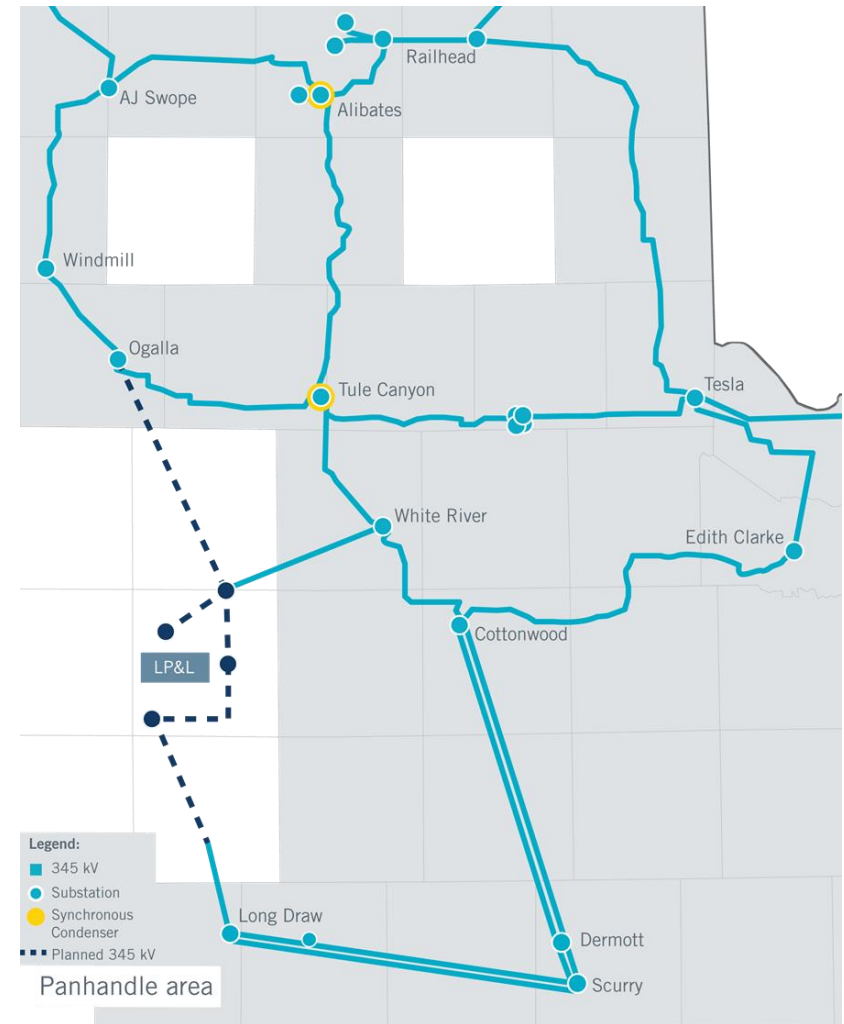 Railhead
AJ Swope
Alibates
Windmill
Ogalla
Tule Canyon
Tesla
White River
Edith Clarke
Cottonwood
LP&L
Legend:
345 kV
Substation
Synchronous
Condenser
Planned 345 kV
Long Draw
Dermott
Scurry
Panhandle area